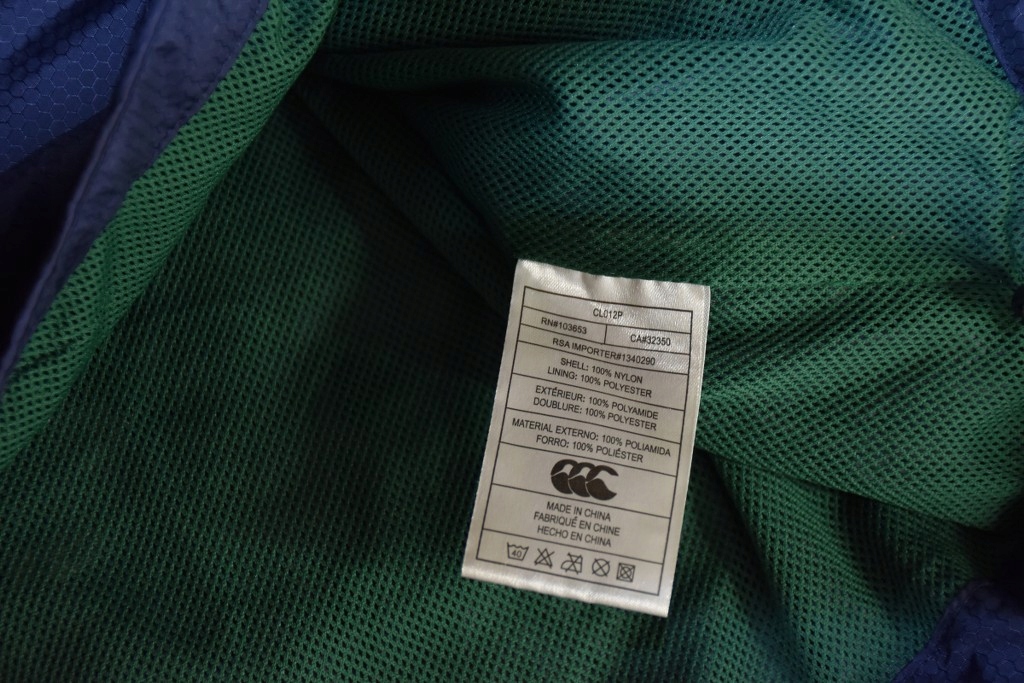 CL012P
RN#103653 CA#32350
RSA IMPORTER#1340290
SHELL: 100% NYLON
LINING: 100% POLYESTER
EXTÉRIEUR: 100% POLYAMIDE
DOUBLURE: 100% POLYESTER
MATERIAL EXTERNO: 100% POLIAMIDA
FORRO: 100% POLIÉSTER
MADE IN CHINA
FABRIQUÉ EN CHINE
HECHO EN CHINA
40